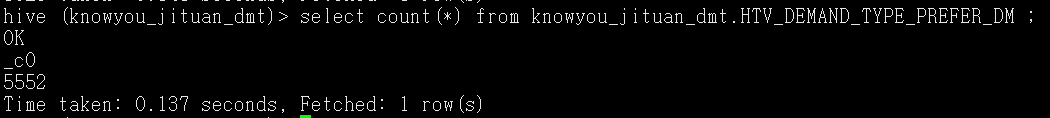 hive (knowyou_jituan_dmt)> select count(*) from knowyou_jituan_dmt.HTV_DEMAND_TYPE_PREFER_DM ;
OK
_c0
5552
Time taken: 0.137 seconds, Fetched: 1 row(s)